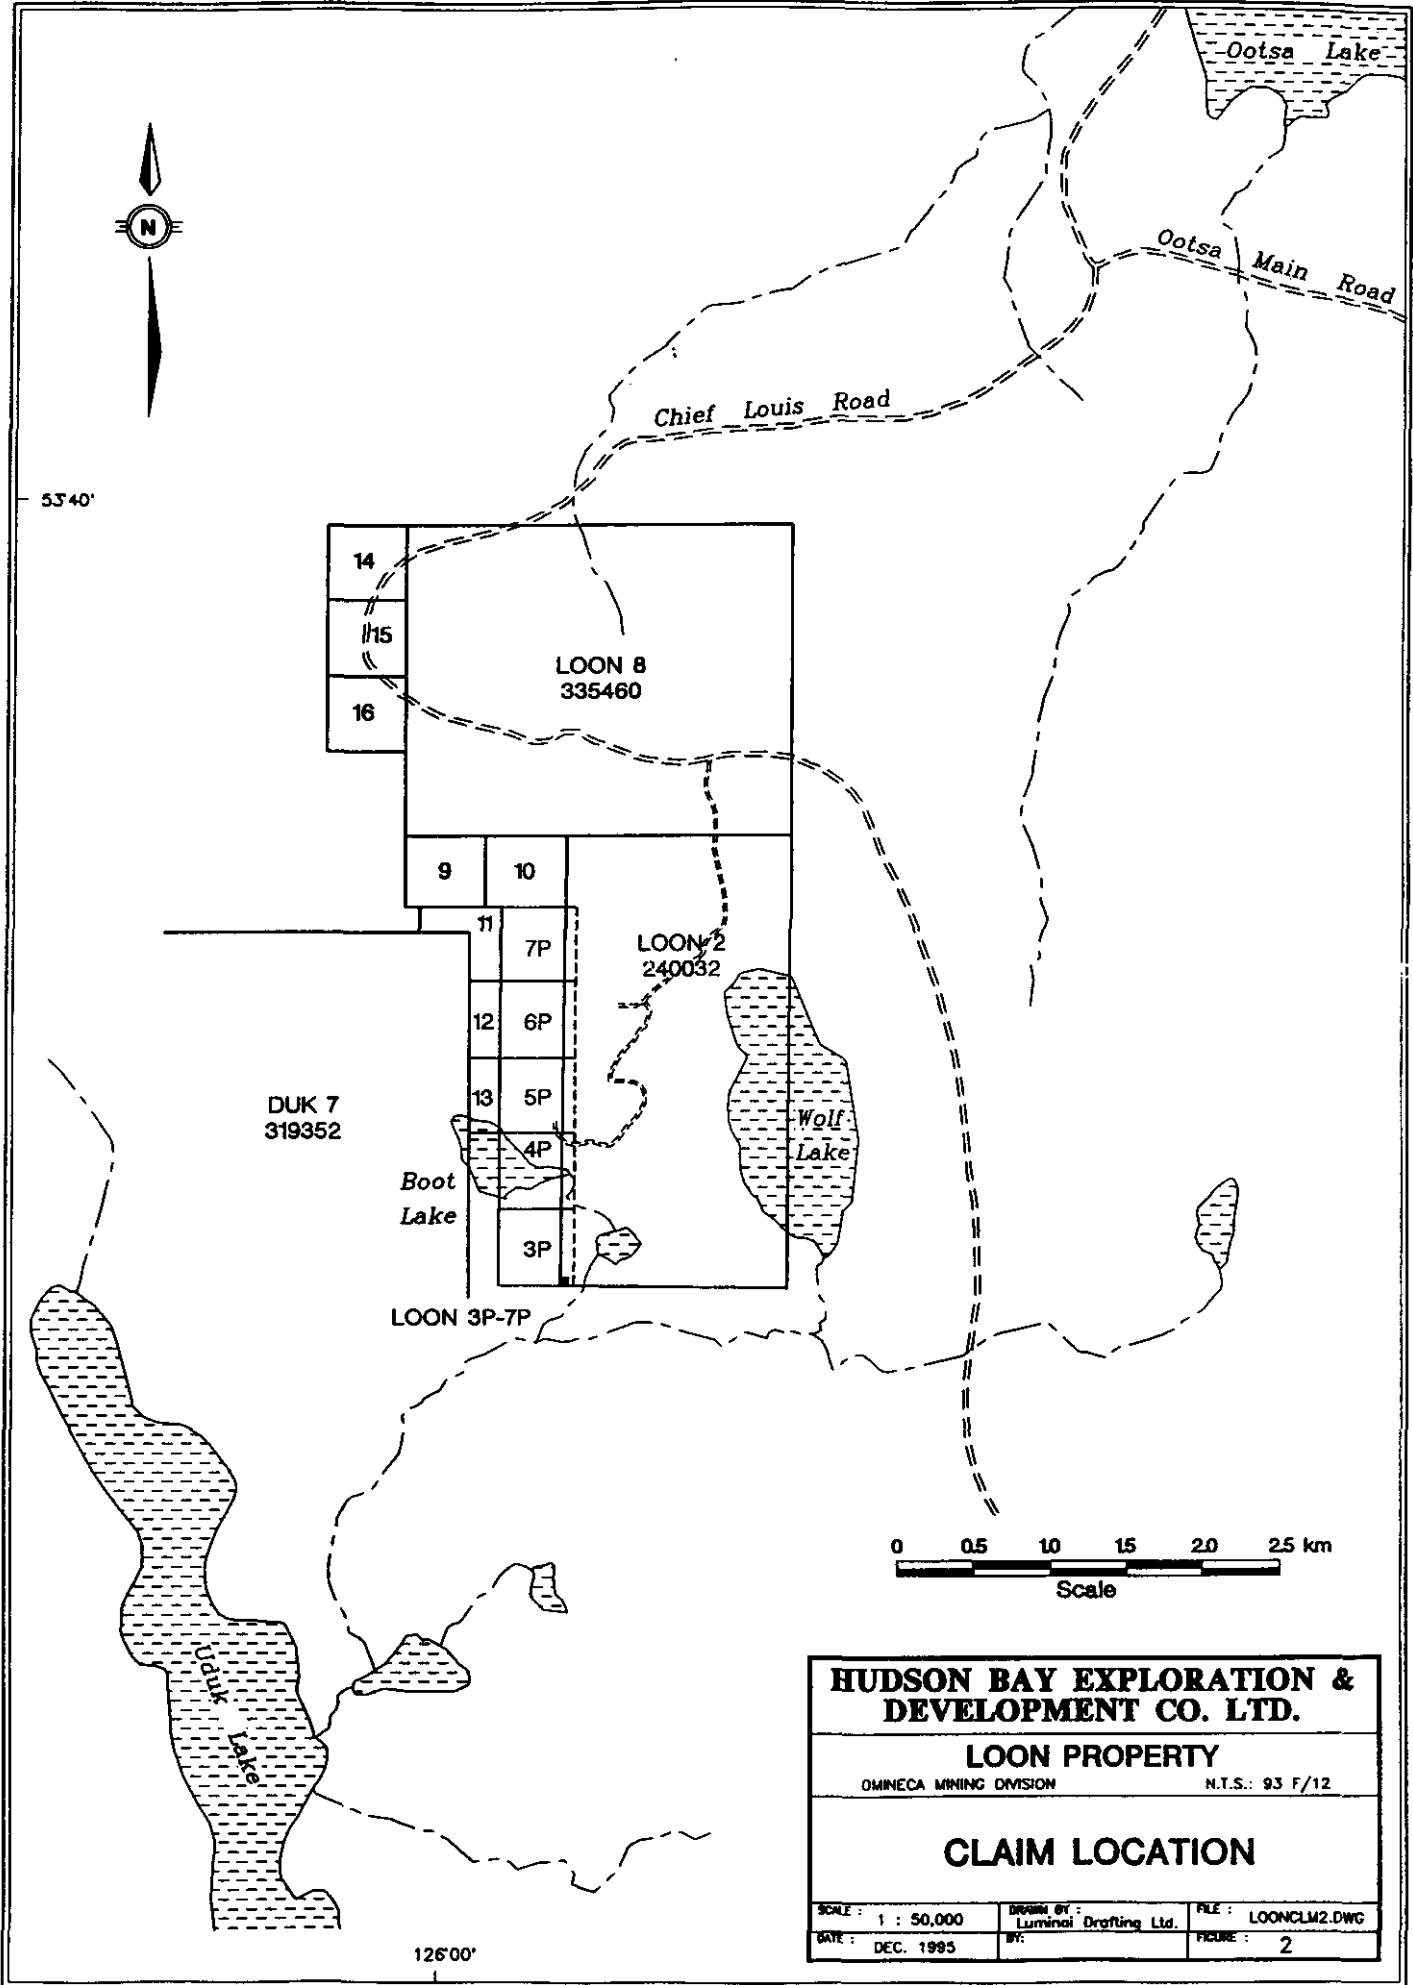 Ootsa Lake
N
Ootsa Main Road
Chief Louis Road
53°40'
14
15
16
LOON 8
335460
9
10
11
7P
LOON 2
240032
12
6P
13
5P
DUK 7
319352
4P
Wolf
Lake
Boot
Lake
3P
LOON 3P-7P
0 0.5 1.0 1.5 2.0 2.5 km
Scale
Uduk Lake
HUDSON BAY EXPLORATION &
DEVELOPMENT CO. LTD.
LOON PROPERTY
OMINECA MINING DIVISION N.T.S.: 93 F/12
CLAIM LOCATION
SCALE : 1 : 50,000 DRAWN BY : Luminal Drafting Ltd. FILE : LOONCLM2.DWG
DATE : DEC. 1995 BY: FIGURE : 2
126°00'